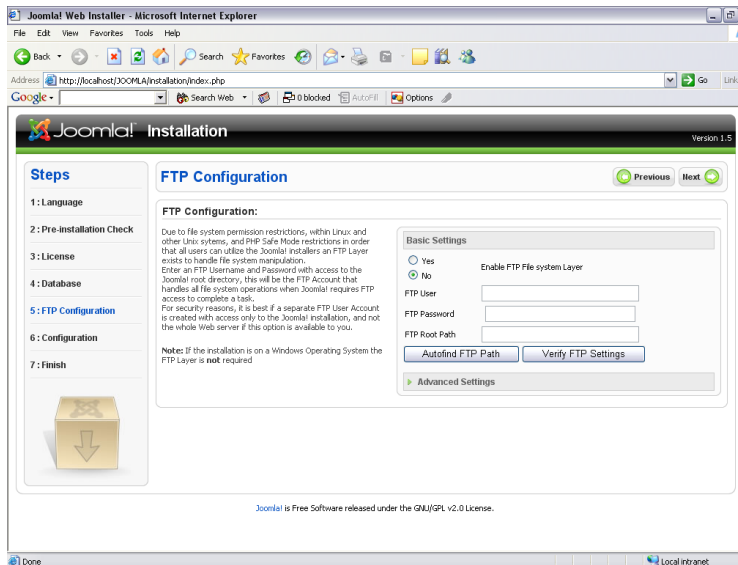 Joomla! Web Installer - Microsoft Internet Explorer
File Edit View Favorites Tools Help
Back Search Favorites
Address http://localhost/JOOMLA/installation/index.php Go Link
Google Search Web 0 blocked AutoFill Options
Joomla! Installation
Version 1.5
Steps
1 : Language
2 : Pre-installation Check
3 : License
4 : Database
5 : FTP Configuration
6 : Configuration
7 : Finish
FTP Configuration
Previous Next
FTP Configuration:
Due to file system permission restrictions, within Linux and
other Unix sytems, and PHP Safe Mode restrictions in order
that all users can utilize the Joomla! installers an FTP Layer
exists to handle file system manipulation.
Enter an FTP Username and Password with access to the
Joomla! root directory, this will be the FTP Account that
handles all file system operations when Joomla! requires FTP
access to complete a task.
For security reasons, it is best if a separate FTP User Account
is created with access only to the Joomla! installation, and not
the whole Web server if this option is available to you.
Note: If the installation is on a Windows Operating System the
FTP Layer is not required
Basic Settings
Yes
No
Enable FTP File system Layer
FTP User
FTP Password
FTP Root Path
Autofind FTP Path Verify FTP Settings
Advanced Settings
Joomla! is Free Software released under the GNU/GPL v2.0 License.
Done Local intranet